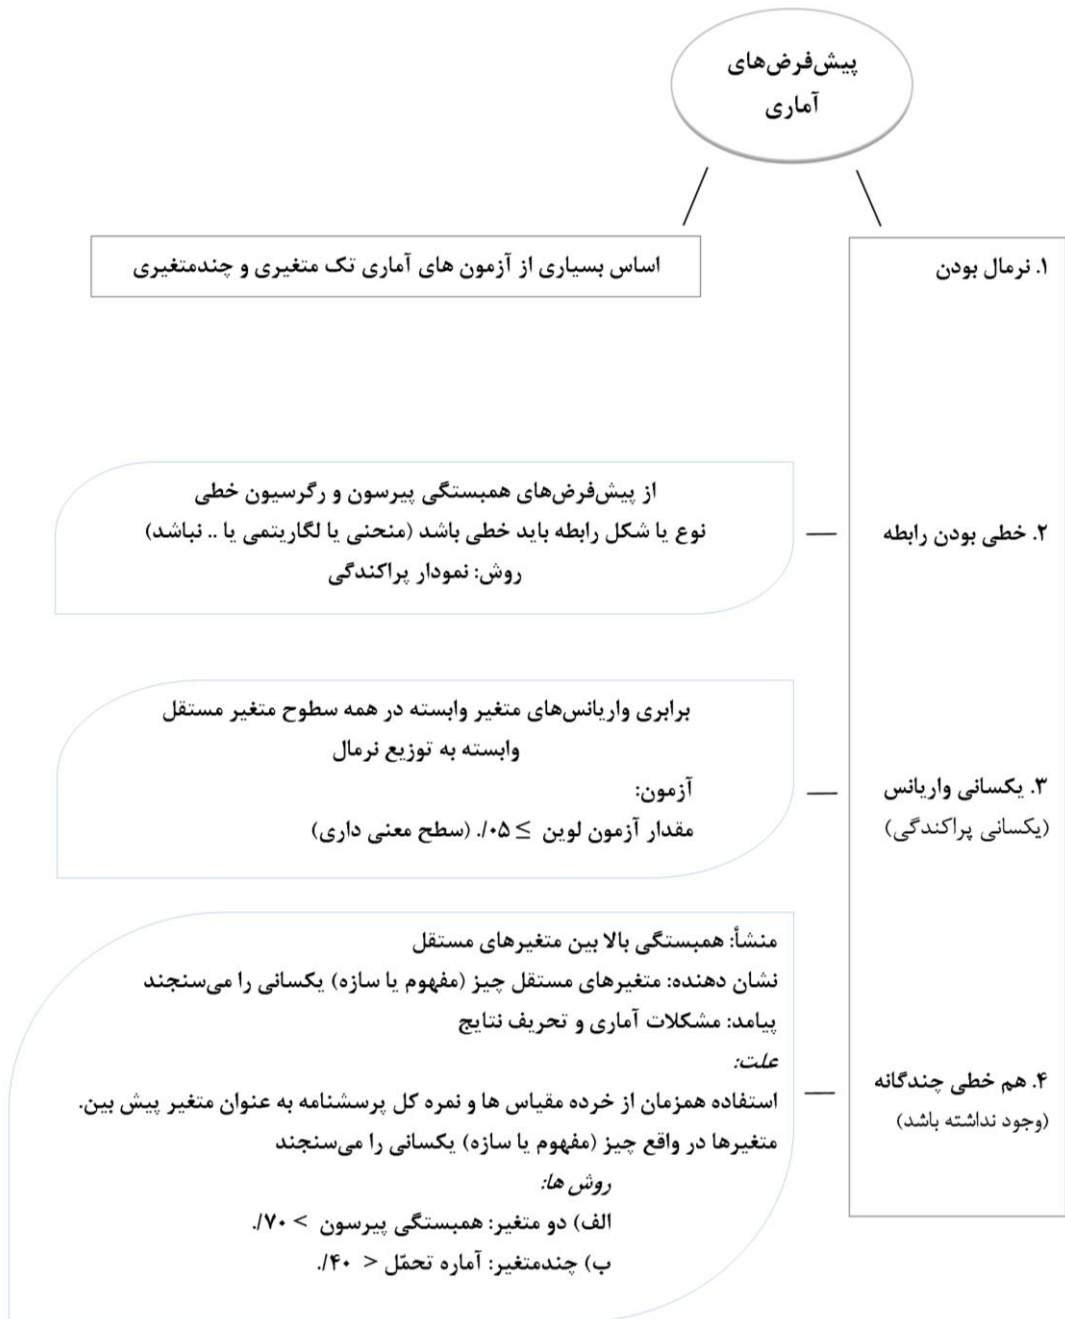 پیش‌فرض‌های
آماری
۱. نرمال بودن
اساس بسیاری از آزمون های آماری تک متغیری و چندمتغیری
۲. خطی بودن رابطه
از پیش‌فرض‌های همبستگی پیرسون و رگرسیون خطی
نوع یا شکل رابطه باید خطی باشد (منحنی یا لگاریتمی یا .. نباشد)
روش: نمودار پراکندگی
۳. یکسانی واریانس
(یکسانی پراکندگی)
برابری واریانس‌های متغیر وابسته در همه سطوح متغیر مستقل
وابسته به توزیع نرمال
آزمون:
مقدار آزمون لوین ≥ ۰۵/. (سطح معنی داری)
۴. هم خطی چندگانه
(وجود نداشته باشد)
منشأ: همبستگی بالا بین متغیرهای مستقل
نشان دهنده: متغیرهای مستقل چیز (مفهوم یا سازه) یکسانی را می‌سنجند
پیامد: مشکلات آماری و تحریف نتایج
علت:
استفاده همزمان از خرده مقیاس ها و نمره کل پرسشنامه به عنوان متغیر پیش بین.
متغیرها در واقع چیز (مفهوم یا سازه) یکسانی را می‌سنجند
روش ها:
الف) دو متغیر: همبستگی پیرسون < ۷۰/.
ب) چندمتغیر: آماره تحمّل > ۴۰/.